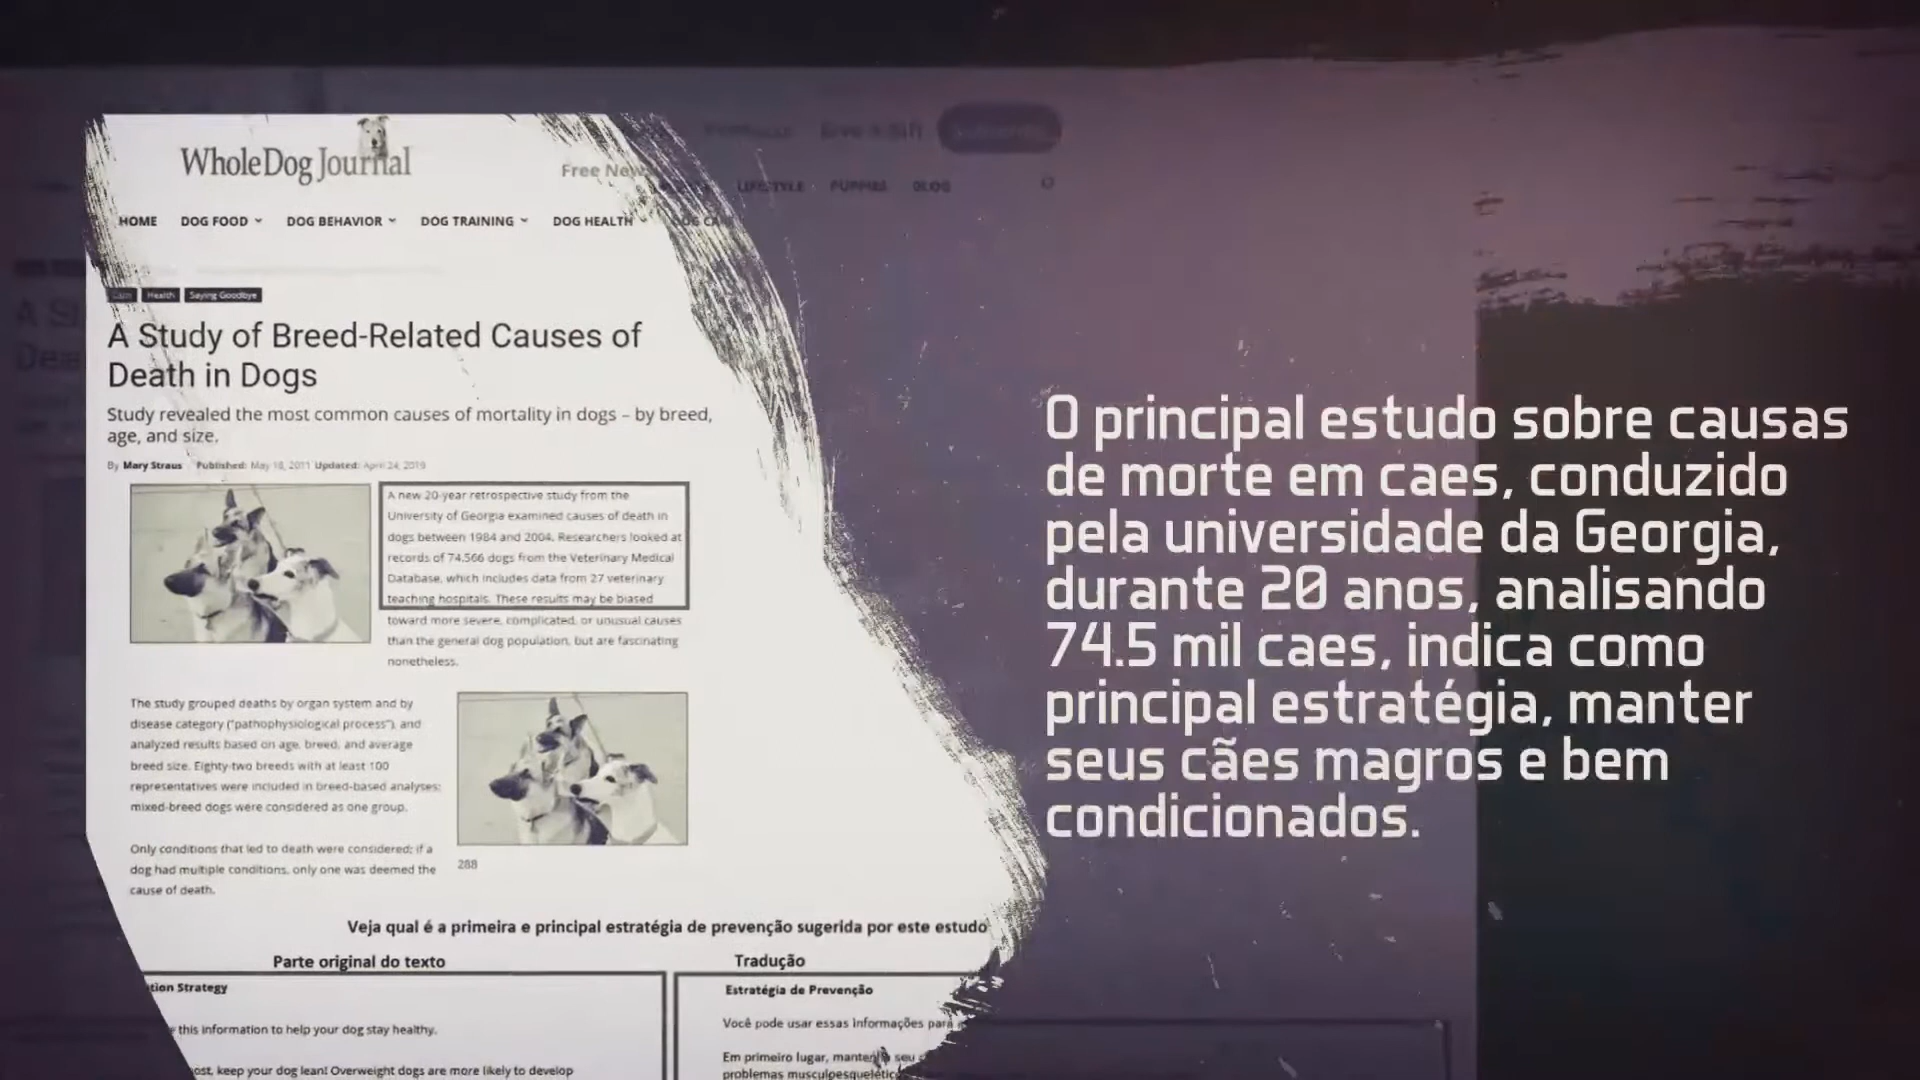 WholeDog Journal
Free New
HOME DOG FOOD DOG BEHAVIOR DOG TRAINING DOG HEALTH
LIFESTYLE PUPPIES BLOG
Health Saying Goodbye
A Study of Breed-Related Causes of
Death in Dogs
Study revealed the most common causes of mortality in dogs – by breed,
age, and size.
By Mary Straus Published: May 18, 2011 Updated: April 24, 2019
A new 20-year retrospective study from the
University of Georgia examined causes of death in
dogs between 1984 and 2004. Researchers looked at
records of 74,566 dogs from the Veterinary Medical
Database, which includes data from 27 veterinary
teaching hospitals. These results may be biased
toward more severe, complicated, or unusual causes
than the general dog population, but are fascinating
nonetheless.
The study grouped deaths by organ system and by
disease category ("pathophysiological process"), and
analyzed results based on age, breed, and average
breed size. Eighty-two breeds with at least 100
representatives were included in breed-based analyses;
mixed-breed dogs were considered as one group.
Only conditions that led to death were considered; if a
dog had multiple conditions, only one was deemed the
cause of death.
288
Veja qual é a primeira e principal estratégia de prevenção sugerida por este estudo
Parte original do texto
Tradução
tion Strategy
this information to help your dog stay healthy.
ost, keep your dog lean! Overweight dogs are more likely to develop
Estratégia de Prevenção
Você pode usar essas informações para
Em primeiro lugar, mantenha seu
problemas musculoesqueléticos
O principal estudo sobre causas
de morte em caes, conduzido
pela universidade da Georgia,
durante 20 anos, analisando
74.5 mil caes, indica como
principal estratégia, manter
seus cães magros e bem
condicionados.